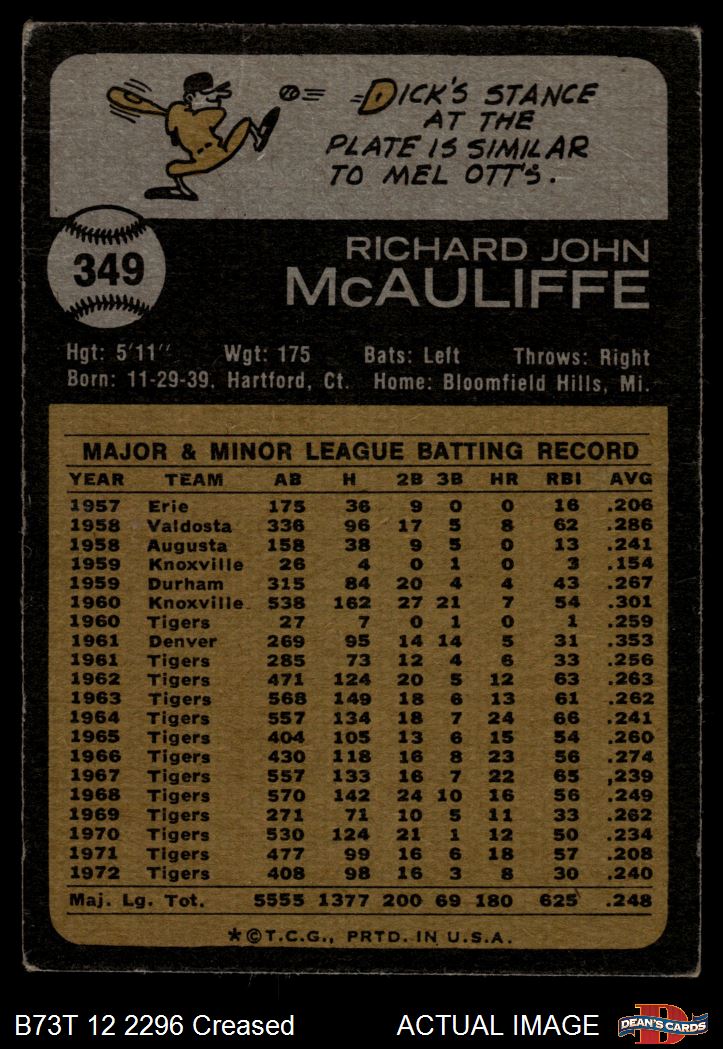 DICK'S STANCE
AT THE
PLATE IS SIMILAR
TO MEL OTT'S.
349
RICHARD JOHN
McAULIFFE
Hgt: 5'11" Wgt: 175 Bats: Left Throws: Right
Born: 11-29-39, Hartford, Ct. Home: Bloomfield Hills, Mi.
MAJOR & MINOR LEAGUE BATTING RECORD
YEAR TEAM AB H 2B 3B HR RBI AVG
1957 Erie 175 36 9 0 0 16 .206
1958 Valdosta 336 96 17 5 8 62 .286
1958 Augusta 158 38 9 5 0 13 .241
1959 Knoxville 26 4 0 1 0 3 .154
1959 Durham 315 84 20 4 4 43 .267
1960 Knoxville 538 162 27 21 7 54 .301
1960 Tigers 27 7 0 1 0 1 .259
1961 Denver 269 95 14 14 5 31 .353
1961 Tigers 285 73 12 4 6 33 .256
1962 Tigers 471 124 20 5 12 63 .263
1963 Tigers 568 149 18 6 13 61 .262
1964 Tigers 557 134 18 7 24 66 .241
1965 Tigers 404 105 13 6 15 54 .260
1966 Tigers 430 118 16 8 23 56 .274
1967 Tigers 557 133 16 7 22 65 ,239
1968 Tigers 570 142 24 10 16 56 .249
1969 Tigers 271 71 10 5 11 33 .262
1970 Tigers 530 124 21 1 12 50 .234
1971 Tigers 477 99 16 6 18 57 .208
1972 Tigers 408 98 16 3 8 30 .240
Maj. Lg. Tot. 5555 1377 200 69 180 625 .248
*©T.C.G., PRTD. IN U.S.A.
B73T 12 2296 Creased ACTUAL IMAGE
DEAN'S CARDS